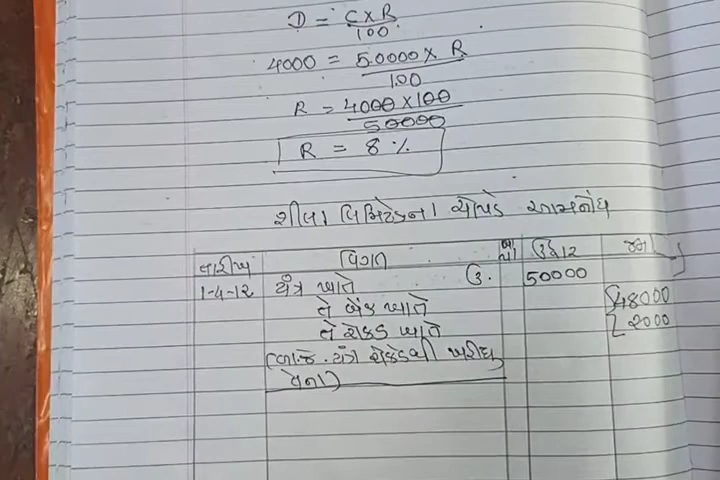 D = C × R / 100
4000 = 50000 × R / 100
R = 4000 × 100 / 50000
R = 8 %
શીલા લિમિટેડના ચોપડે આમનોંધ
તારીખ વિગત ખા પા ઉધાર જમા
1-4-12 યંત્ર ખાતે ઉ. 50000
તે બેંક ખાતે 48000
તે રોકડ ખાતે 2000
યંત્ર ખરીદ્યા
તેના)